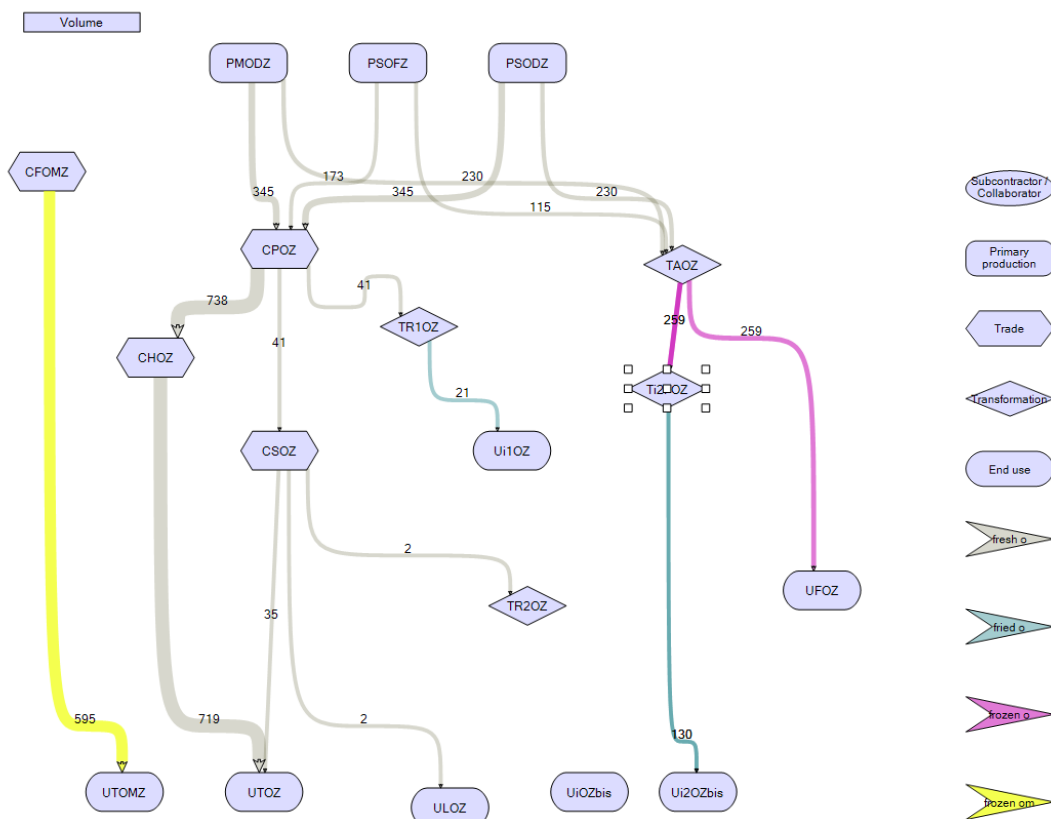 Volume
PMODZ
PSOFZ
PSODZ
CFOMZ
173
230
345
345
230
Subcontractor /
Collaborator
115
CPOZ
Primary
production
TAOZ
41
738
259
259
TR1OZ
Trade
41
CHOZ
21
Transformation
CSOZ
Ui1OZ
End use
fresh o
2
UFOZ
TR2OZ
35
fried o
595
719
2
130
frozen o
UTOMZ
UTOZ
UiOZbis
Ui2OZbis
ULOZ
frozen om